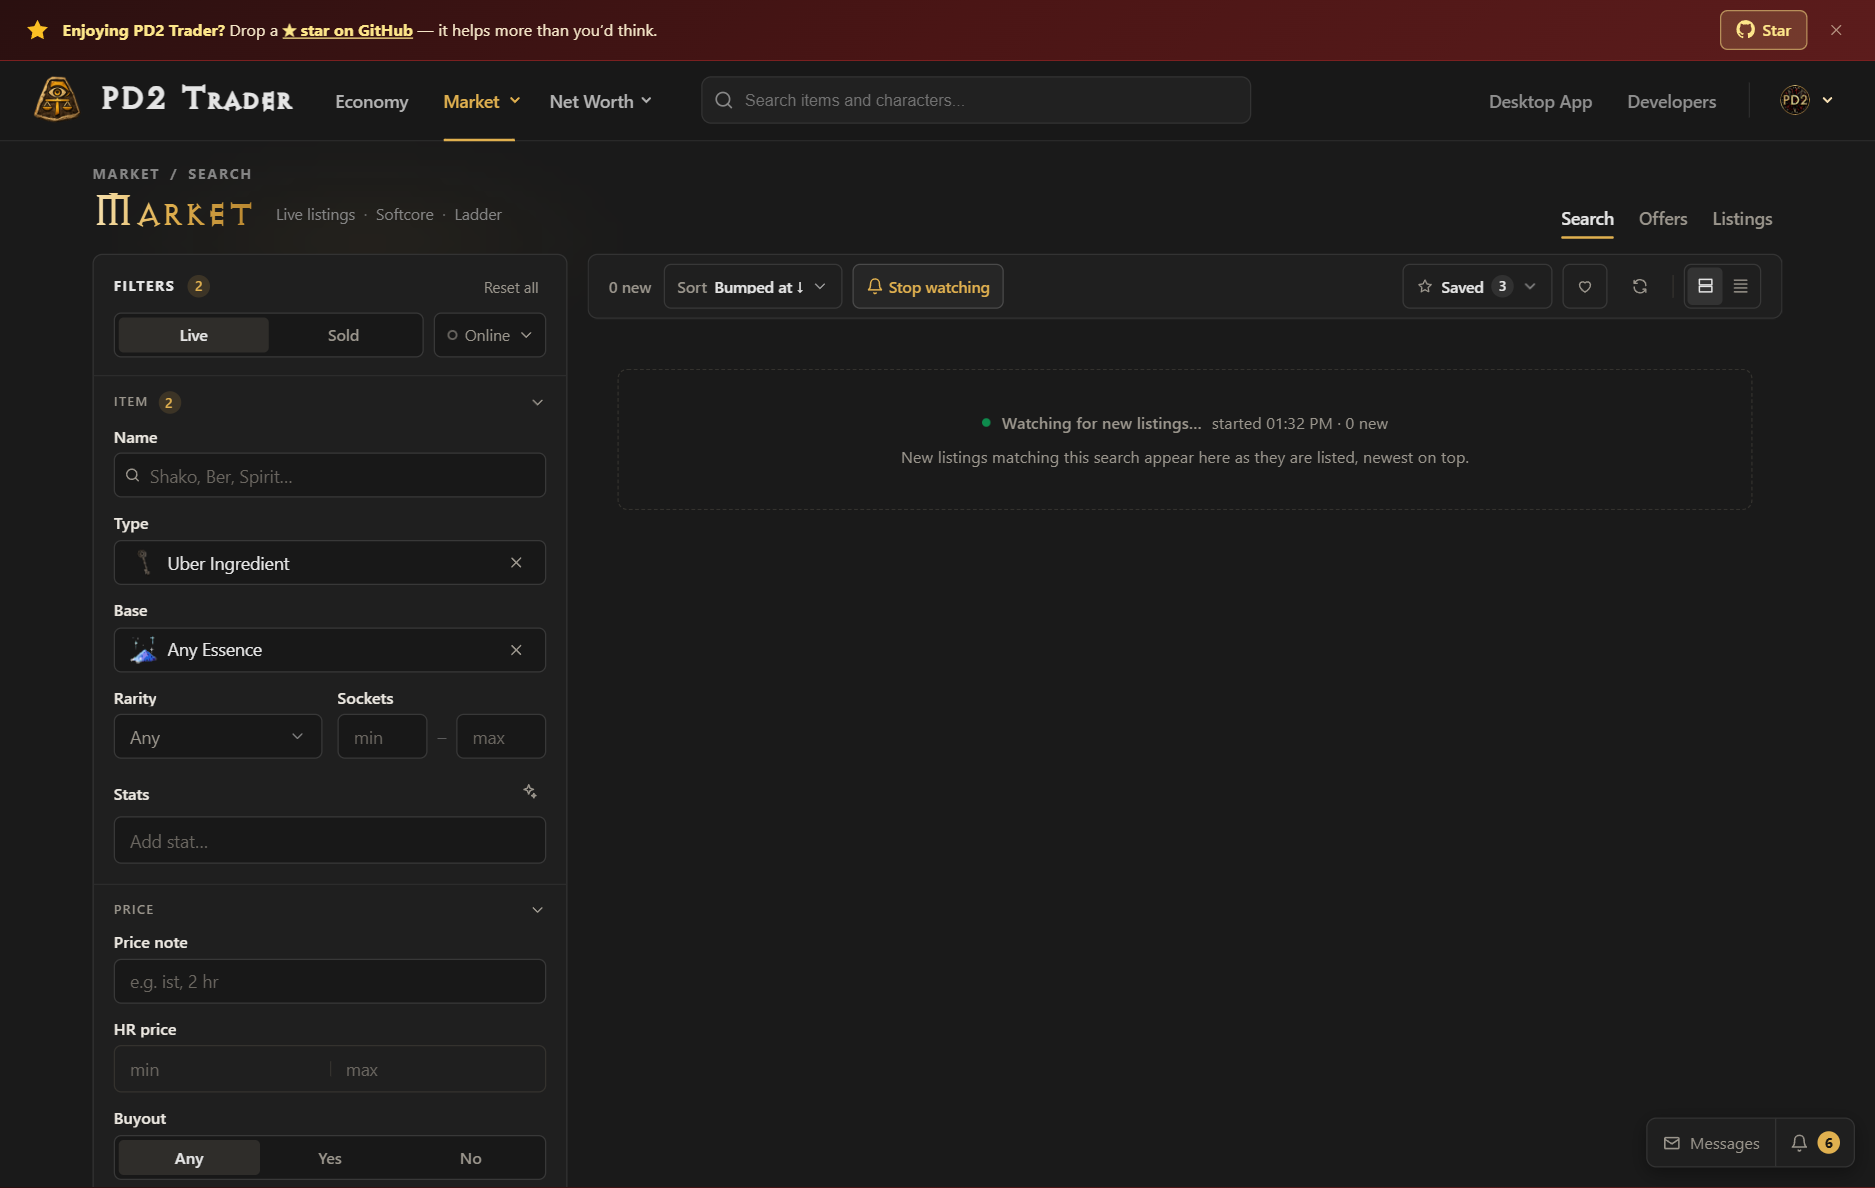 Enjoying PD2 Trader? Drop a ★ star on GitHub — it helps more than you'd think.
Star
PD2 Trader
Economy
Market
Net Worth
Search items and characters...
Desktop App
Developers
PD2
MARKET / SEARCH
Market
Live listings · Softcore · Ladder
Search
Offers
Listings
FILTERS 2
Reset all
Live
Sold
Online
0 new
Sort Bumped at ↓
Stop watching
Saved 3
ITEM 2
Name
Shako, Ber, Spirit...
Type
Uber Ingredient
Base
Any Essence
Rarity
Sockets
Any
min – max
Stats
Add stat...
PRICE
Price note
e.g. ist, 2 hr
HR price
min
max
Buyout
Any
Yes
No
Watching for new listings... started 01:32 PM · 0 new
New listings matching this search appear here as they are listed, newest on top.
Messages
6